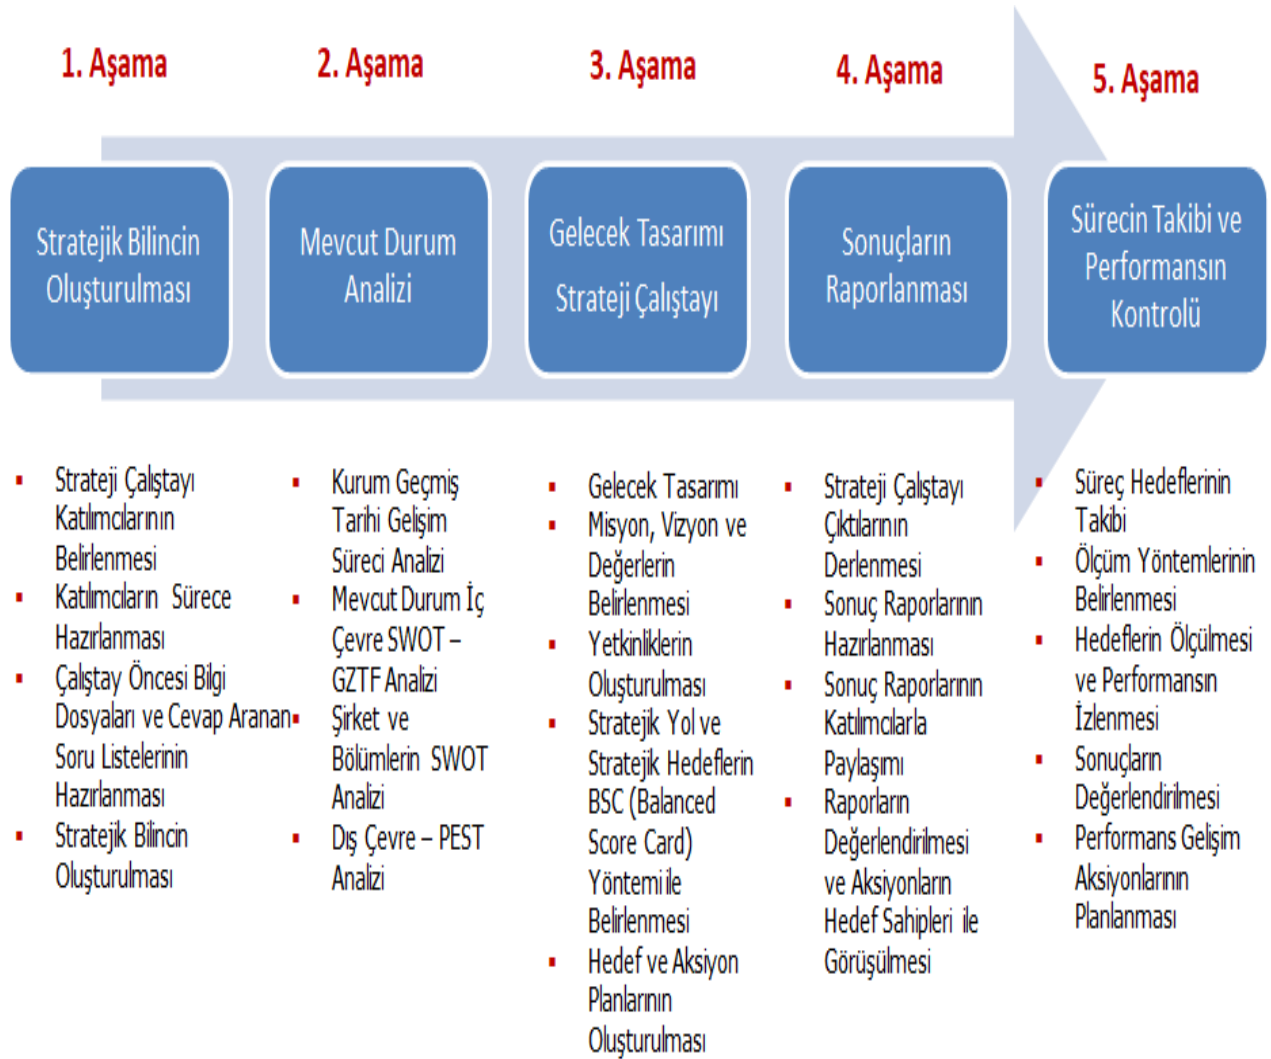 1. Aşama
2. Aşama
3. Aşama
4. Aşama
5. Aşama
Stratejik Bilincin
Oluşturulması
Mevcut Durum
Analizi
Gelecek Tasarımı
Strateji Çalıştayı
Sonuçların
Raporlanması
Sürecin Takibi ve
Performansın
Kontrolü
▪ Strateji Çalıştayı
Katılımcılarının
Belirlenmesi
▪ Katılımcıların Sürece
Hazırlanması
▪ Çalıştay Öncesi Bilgi
Dosyaları ve Cevap Aranan
Soru Listelerinin
Hazırlanması
▪ Stratejik Bilincin
Oluşturulması
▪ Kurum Geçmiş
Tarihi Gelişim
Süreci Analizi
▪ Mevcut Durum İç
Çevre SWOT –
GZTF Analizi
▪ Şirket ve
Bölümlerin SWOT
Analizi
▪ Dış Çevre – PEST
Analizi
▪ Gelecek Tasarımı
▪ Misyon, Vizyon ve
Değerlerin
Belirlenmesi
▪ Yetkinliklerin
Oluşturulması
▪ Stratejik Yol ve
Stratejik Hedeflerin
BSC (Balanced
Score Card)
Yöntemi ile
Belirlenmesi
▪ Hedef ve Aksiyon
Planlarının
Oluşturulması
▪ Strateji Çalıştayı
Çıktılarının
Derlenmesi
▪ Sonuç Raporlarının
Hazırlanması
▪ Sonuç Raporlarının
Katılımcılarla
Paylaşımı
▪ Raporların
Değerlendirilmesi
ve Aksiyonların
Hedef Sahipleri ile
Görüşülmesi
▪ Süreç Hedeflerinin
Takibi
▪ Ölçüm Yöntemlerinin
Belirlenmesi
▪ Hedeflerin Ölçülmesi
ve Performansın
İzlenmesi
▪ Sonuçların
Değerlendirilmesi
▪ Performans Gelişim
Aksiyonlarının
Planlanması